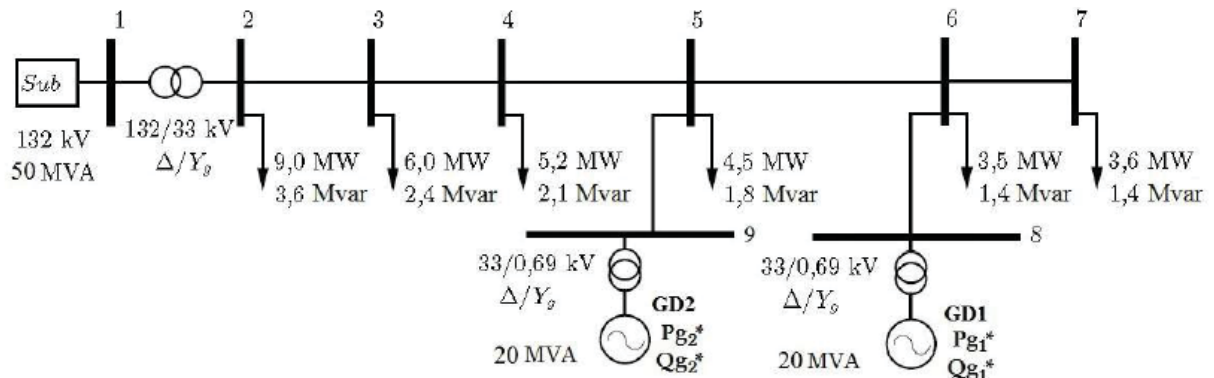 1
2
3
4
5
6
7
Sub
132 kV
50 MVA
132/33 kV
Δ/Y_g
9,0 MW
3,6 Mvar
6,0 MW
2,4 Mvar
5,2 MW
2,1 Mvar
4,5 MW
1,8 Mvar
3,5 MW
1,4 Mvar
3,6 MW
1,4 Mvar
9
33/0,69 kV
Δ/Y_g
GD2
Pg₂*
Qg₂*
20 MVA
8
33/0,69 kV
Δ/Y_g
GD1
Pg₁*
Qg₁*
20 MVA